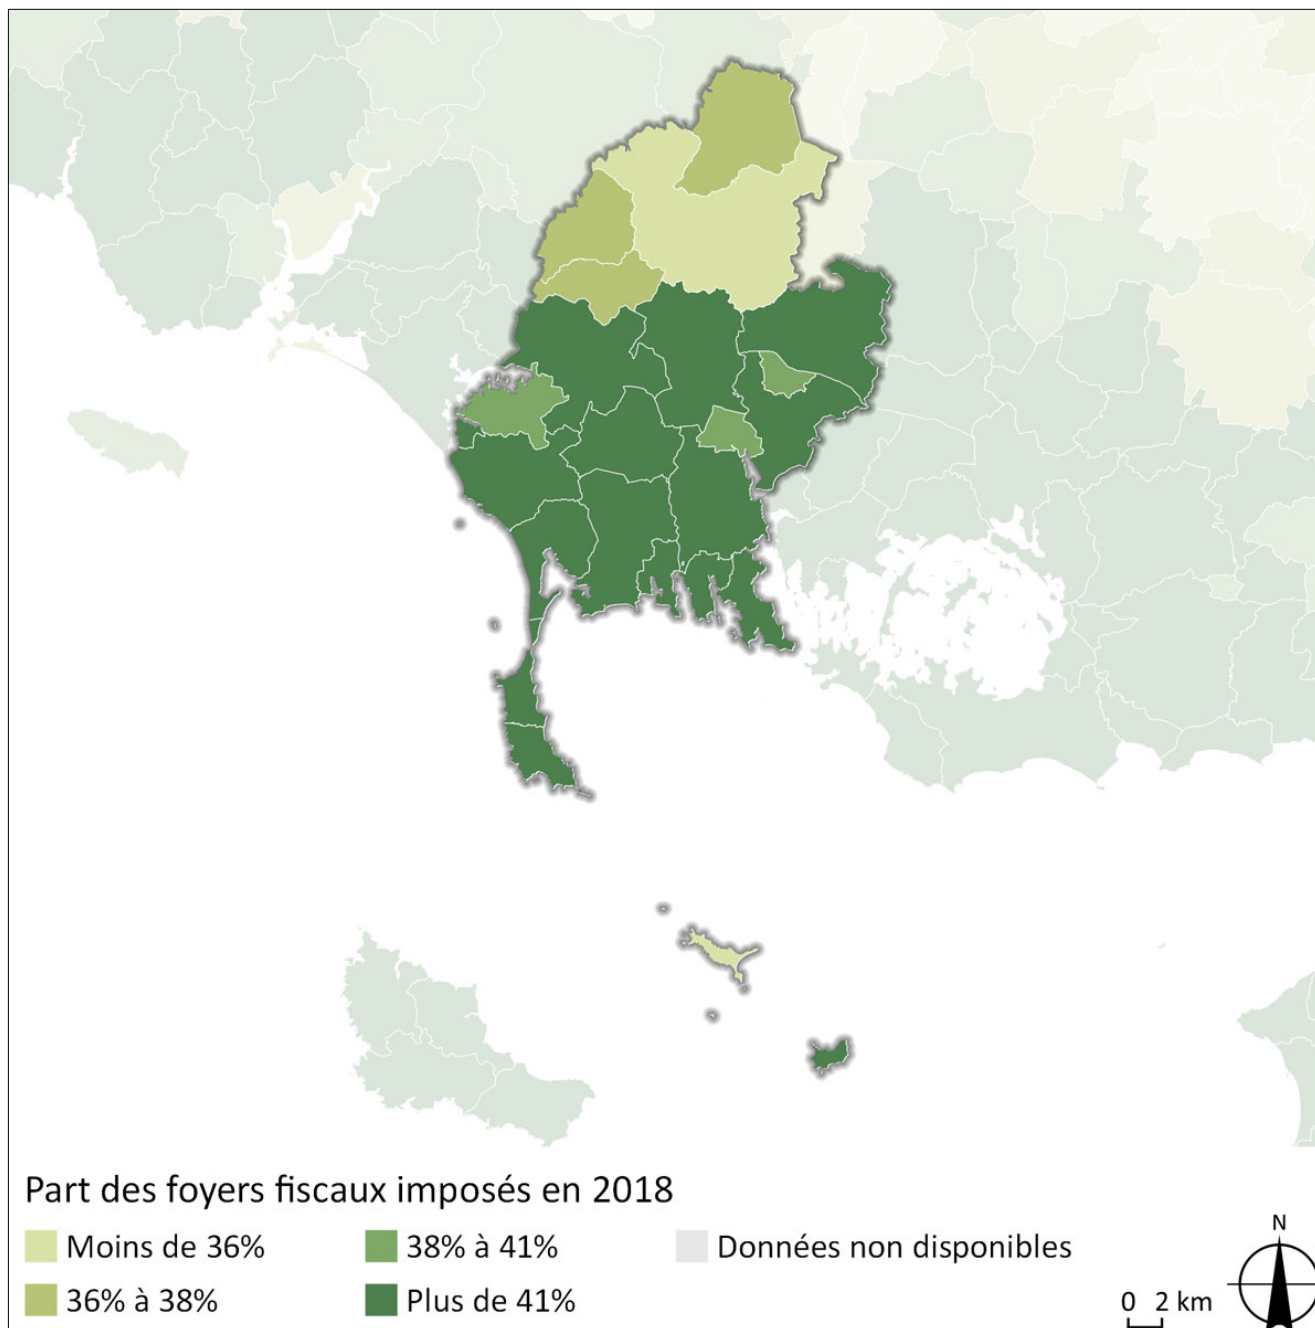 Part des foyers fiscaux imposés en 2018
Moins de 36%
38% à 41%
Données non disponibles
36% à 38%
Plus de 41%
0 2 km
N